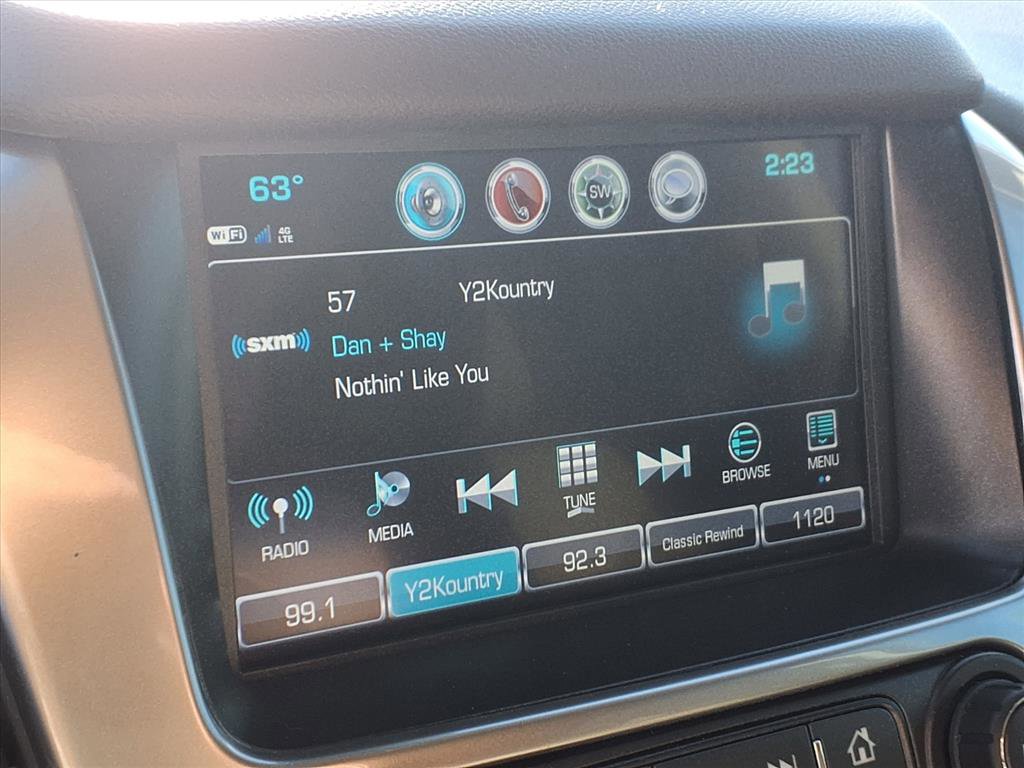 63°
SW
2:23
WiFi
4G
LTE
57
Y2Kountry
sxm
Dan + Shay
Nothin' Like You
RADIO
MEDIA
TUNE
BROWSE
MENU
99.1
Y2Kountry
92.3
Classic Rewind
1120